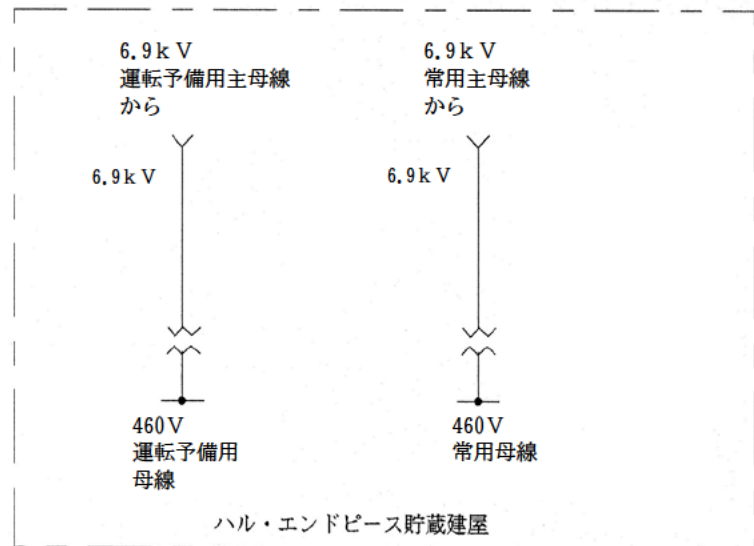 6.9kV
運転予備用主母線
から
6.9kV
常用主母線
から
6.9kV
6.9kV
460V
運転予備用
母線
460V
常用母線
ハル・エンドピース貯蔵建屋